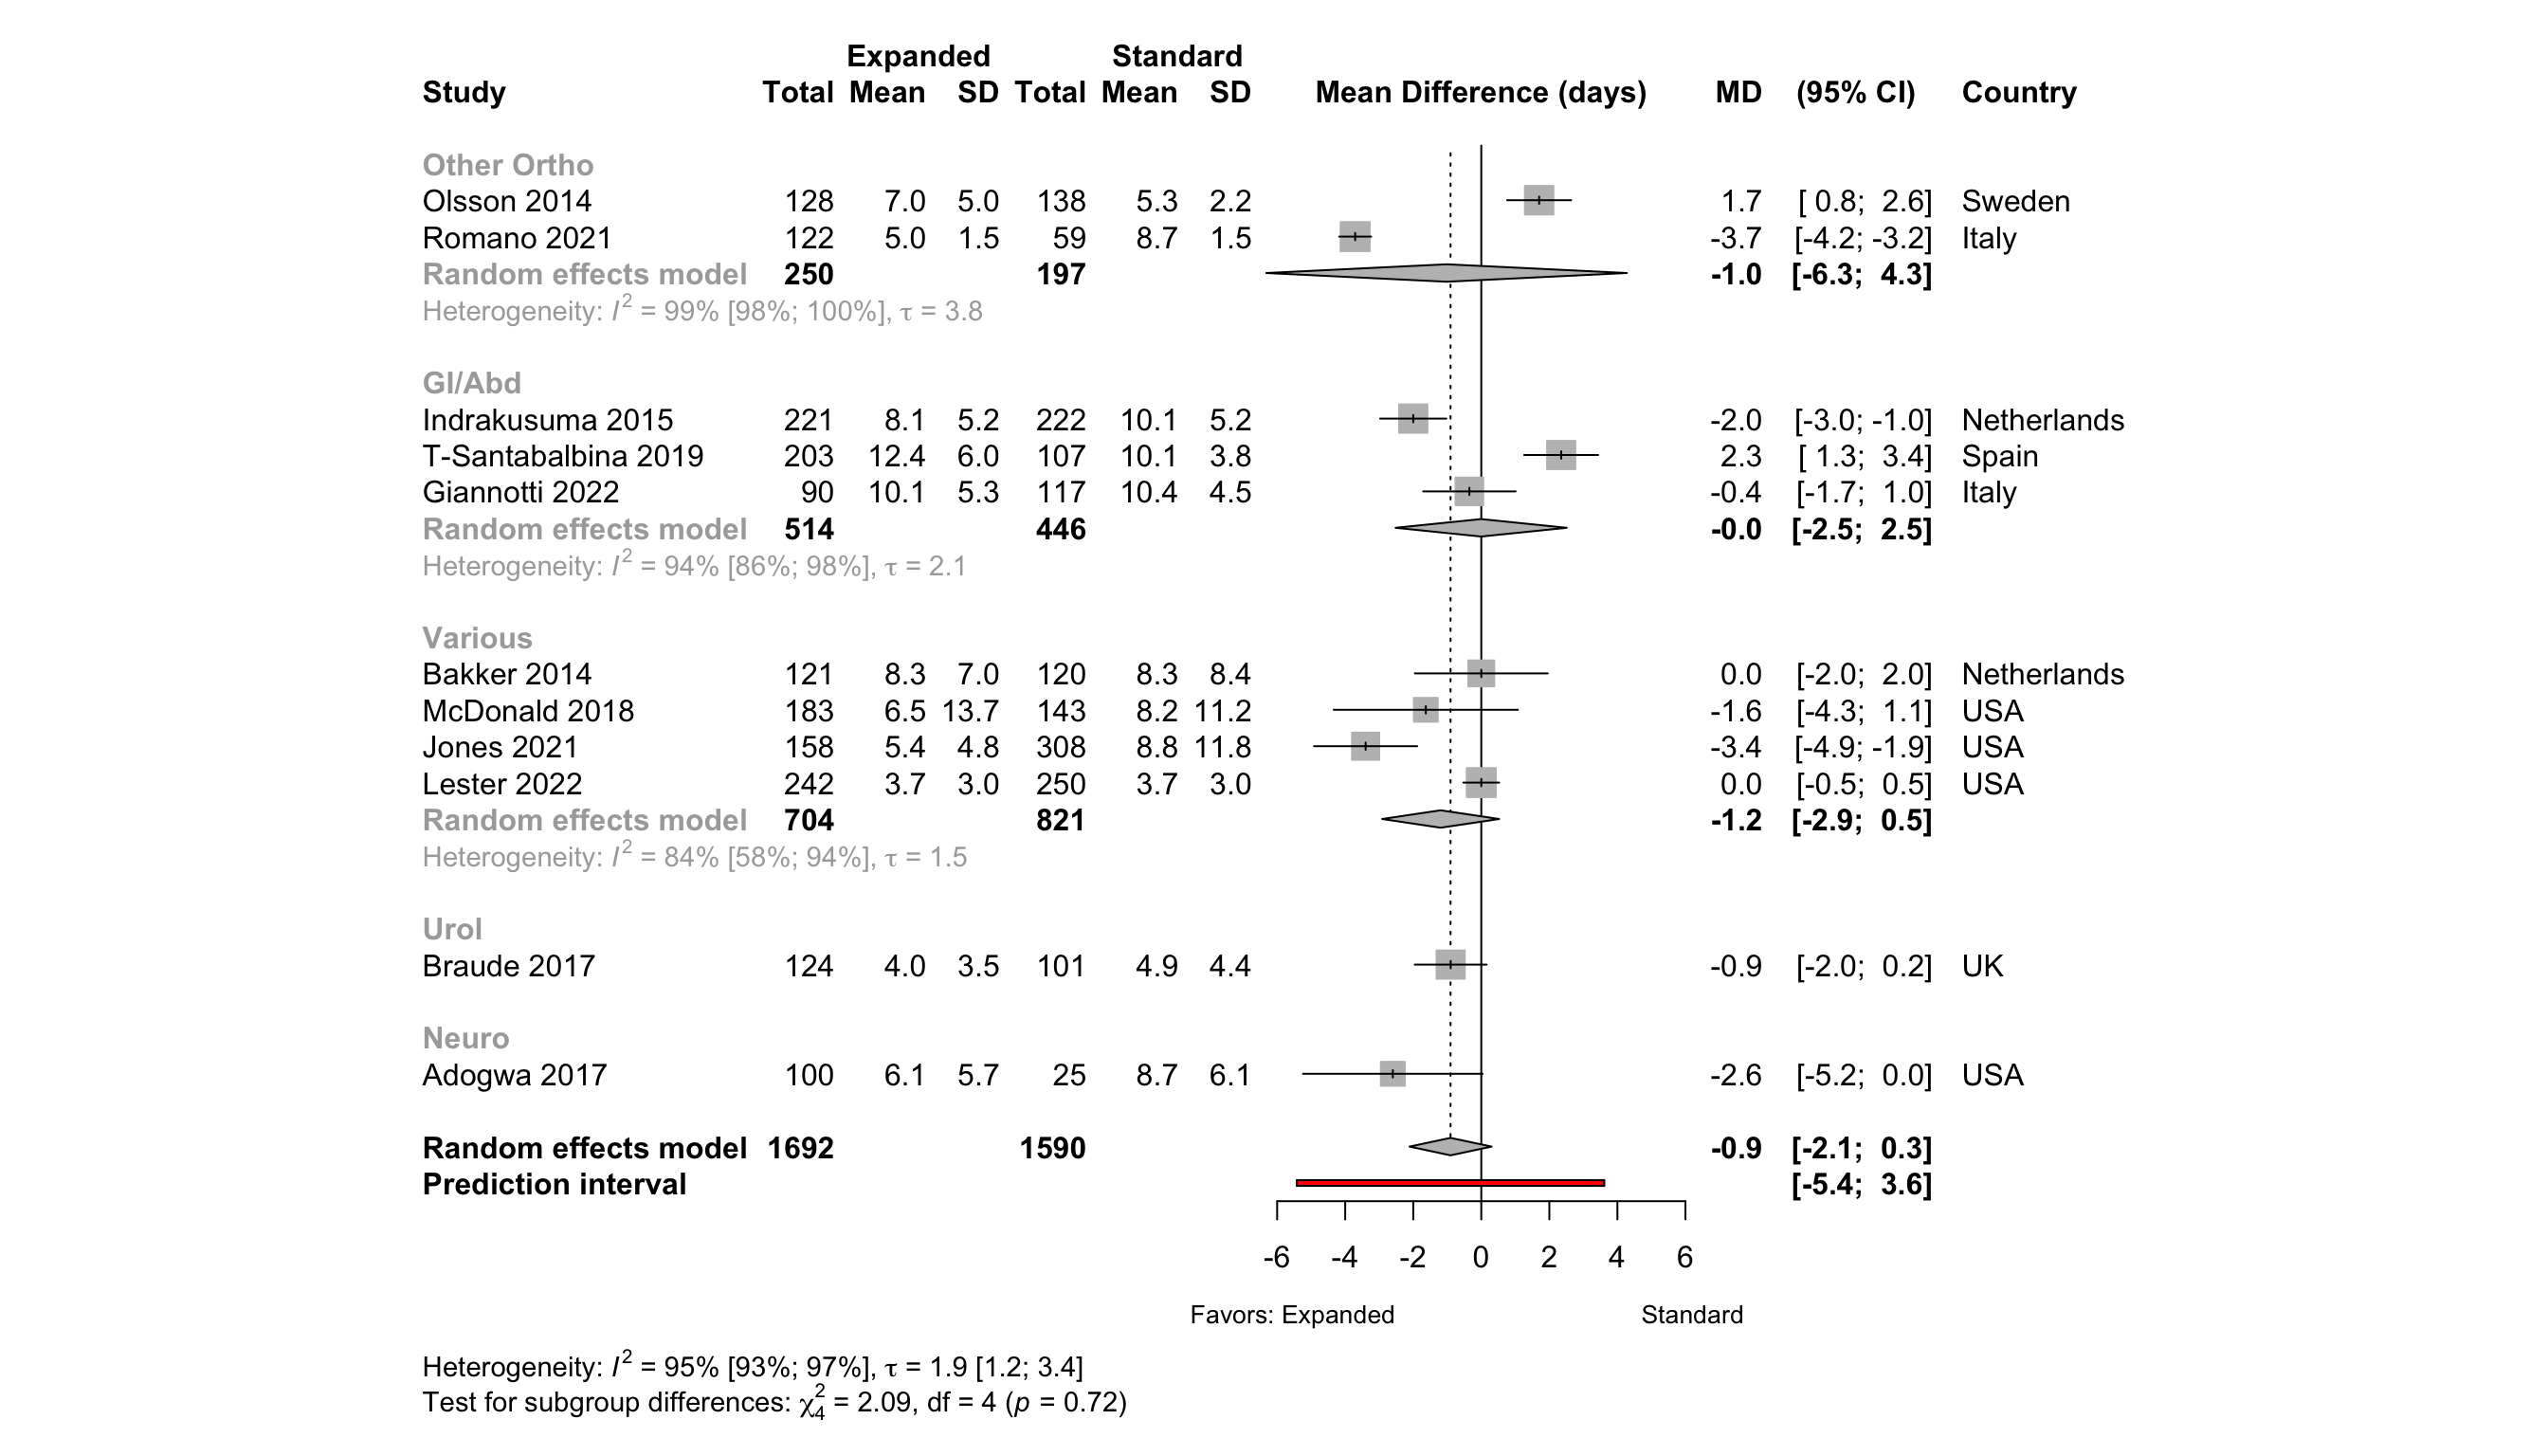 Expanded Standard
Study Total Mean SD Total Mean SD Mean Difference (days) MD (95% CI) Country
Other Ortho
Olsson 2014 128 7.0 5.0 138 5.3 2.2 1.7 [ 0.8; 2.6] Sweden
Romano 2021 122 5.0 1.5 59 8.7 1.5 -3.7 [-4.2; -3.2] Italy
Random effects model 250 197 -1.0 [-6.3; 4.3]
Heterogeneity: I² = 99% [98%; 100%], τ = 3.8
GI/Abd
Indrakusuma 2015 221 8.1 5.2 222 10.1 5.2 -2.0 [-3.0; -1.0] Netherlands
T-Santabalbina 2019 203 12.4 6.0 107 10.1 3.8 2.3 [ 1.3; 3.4] Spain
Giannotti 2022 90 10.1 5.3 117 10.4 4.5 -0.4 [-1.7; 1.0] Italy
Random effects model 514 446 -0.0 [-2.5; 2.5]
Heterogeneity: I² = 94% [86%; 98%], τ = 2.1
Various
Bakker 2014 121 8.3 7.0 120 8.3 8.4 0.0 [-2.0; 2.0] Netherlands
McDonald 2018 183 6.5 13.7 143 8.2 11.2 -1.6 [-4.3; 1.1] USA
Jones 2021 158 5.4 4.8 308 8.8 11.8 -3.4 [-4.9; -1.9] USA
Lester 2022 242 3.7 3.0 250 3.7 3.0 0.0 [-0.5; 0.5] USA
Random effects model 704 821 -1.2 [-2.9; 0.5]
Heterogeneity: I² = 84% [58%; 94%], τ = 1.5
Urol
Braude 2017 124 4.0 3.5 101 4.9 4.4 -0.9 [-2.0; 0.2] UK
Neuro
Adogwa 2017 100 6.1 5.7 25 8.7 6.1 -2.6 [-5.2; 0.0] USA
Random effects model 1692 1590 -0.9 [-2.1; 0.3]
Prediction interval [-5.4; 3.6]
-6 -4 -2 0 2 4 6
Favors: Expanded Standard
Heterogeneity: I² = 95% [93%; 97%], τ = 1.9 [1.2; 3.4]
Test for subgroup differences: χ²₄ = 2.09, df = 4 (p = 0.72)